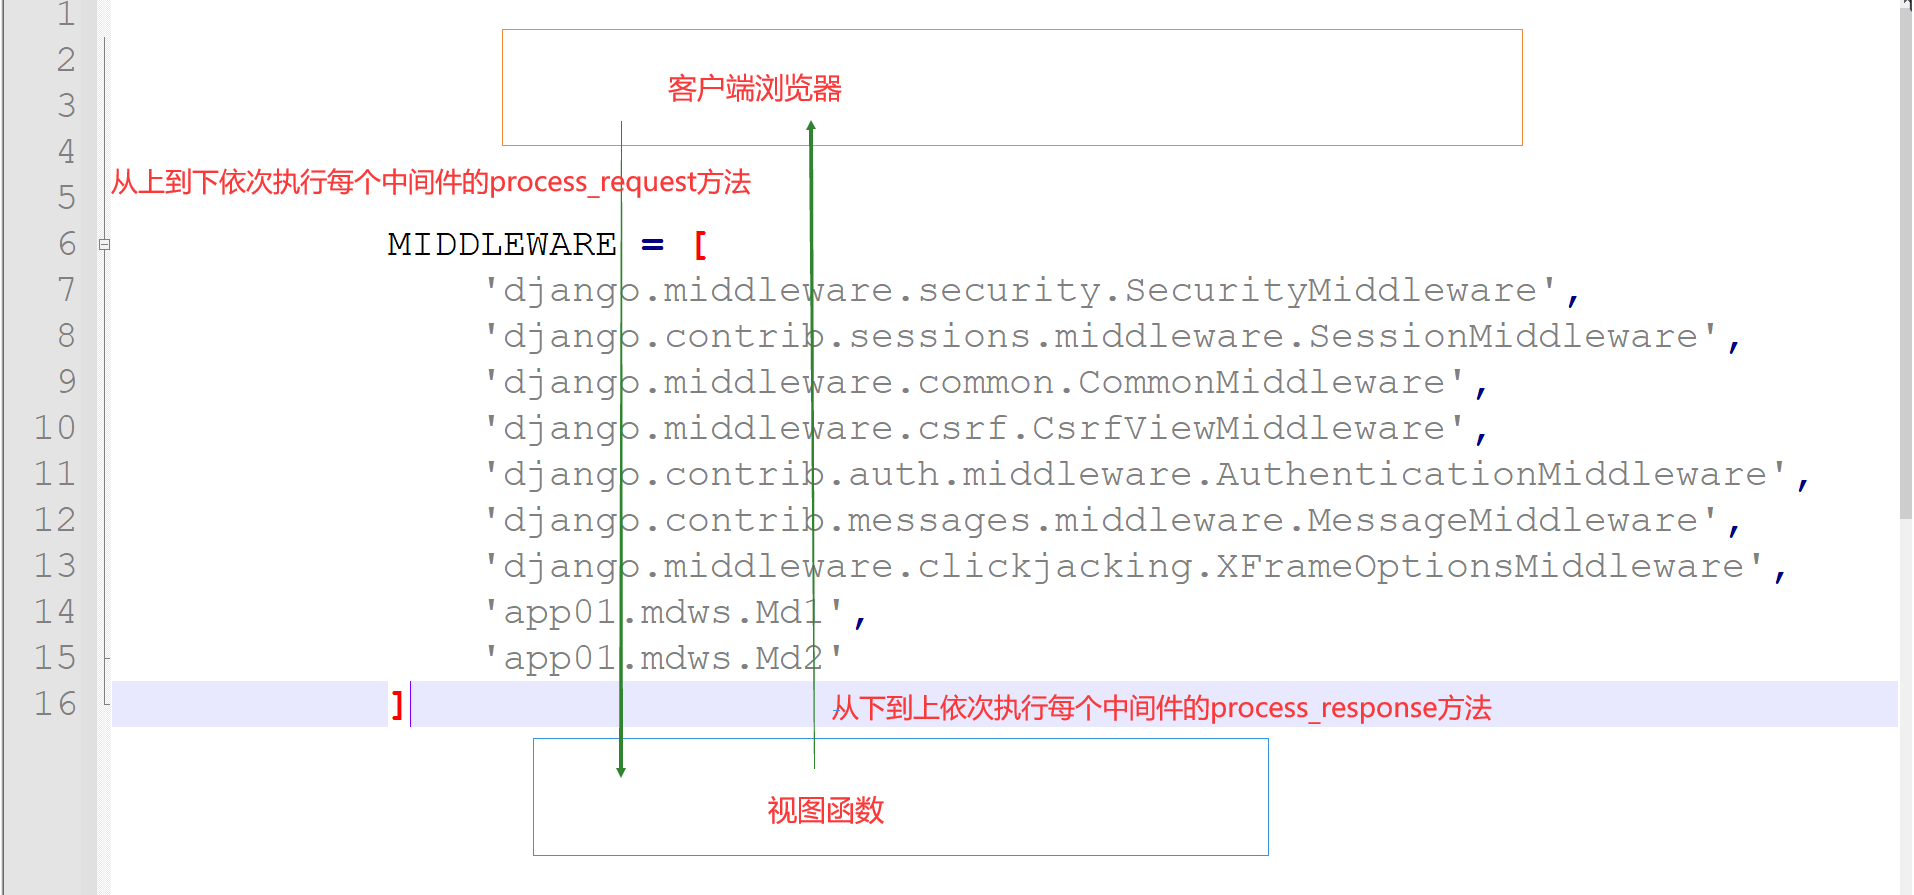 1
2
客户端浏览器
3
4
从上到下依次执行每个中间件的process_request方法
5
6 MIDDLEWARE = [
7 'django.middleware.security.SecurityMiddleware',
8 'django.contrib.sessions.middleware.SessionMiddleware',
9 'django.middleware.common.CommonMiddleware',
10 'django.middleware.csrf.CsrfViewMiddleware',
11 'django.contrib.auth.middleware.AuthenticationMiddleware',
12 'django.contrib.messages.middleware.MessageMiddleware',
13 'django.middleware.clickjacking.XFrameOptionsMiddleware',
14 'app01.mdws.Md1',
15 'app01.mdws.Md2'
16 ] 从下到上依次执行每个中间件的process_response方法
视图函数